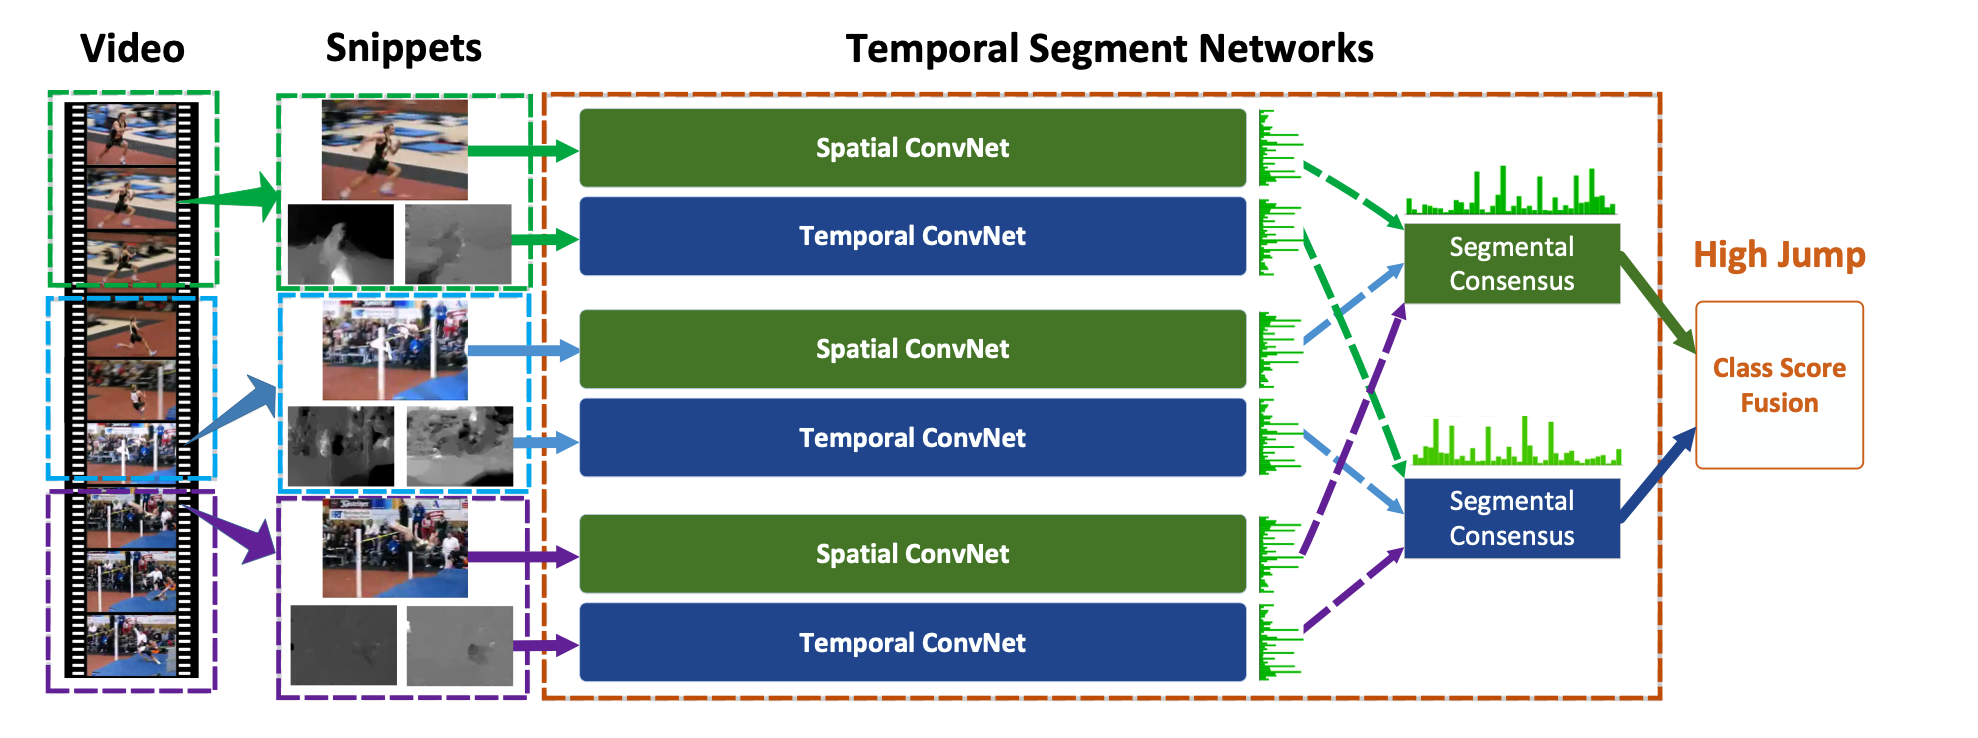 Video
Snippets
Temporal Segment Networks
Spatial ConvNet
Temporal ConvNet
Spatial ConvNet
Temporal ConvNet
Spatial ConvNet
Temporal ConvNet
Segmental
Consensus
Segmental
Consensus
High Jump
Class Score
Fusion